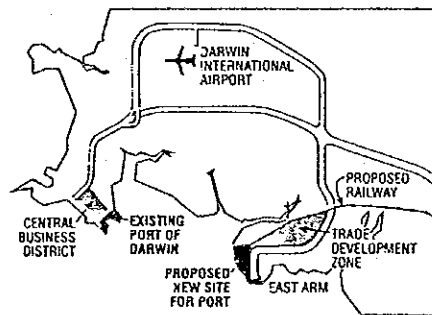 DARWIN
INTERNATIONAL
AIRPORT
PROPOSED
RAILWAY
CENTRAL
BUSINESS
DISTRICT
EXISTING
PORT OF
DARWIN
TRADE
DEVELOPMENT
ZONE
PROPOSED
NEW SITE
FOR PORT
EAST ARM